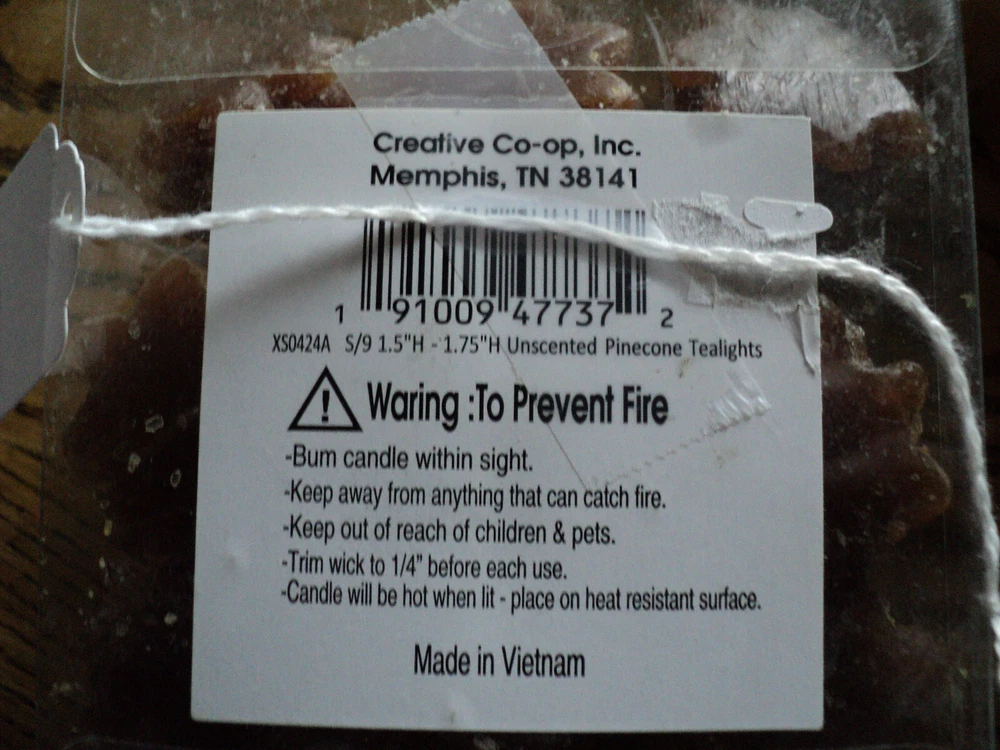 Creative Co-op, Inc.
Memphis, TN 38141
1 91009 47737 2
XS0424A S/9 1.5"H - 1.75"H Unscented Pinecone Tealights
! Waring :To Prevent Fire
-Bum candle within sight.
-Keep away from anything that can catch fire.
-Keep out of reach of children & pets.
-Trim wick to 1/4" before each use.
-Candle will be hot when lit - place on heat resistant surface.
Made in Vietnam